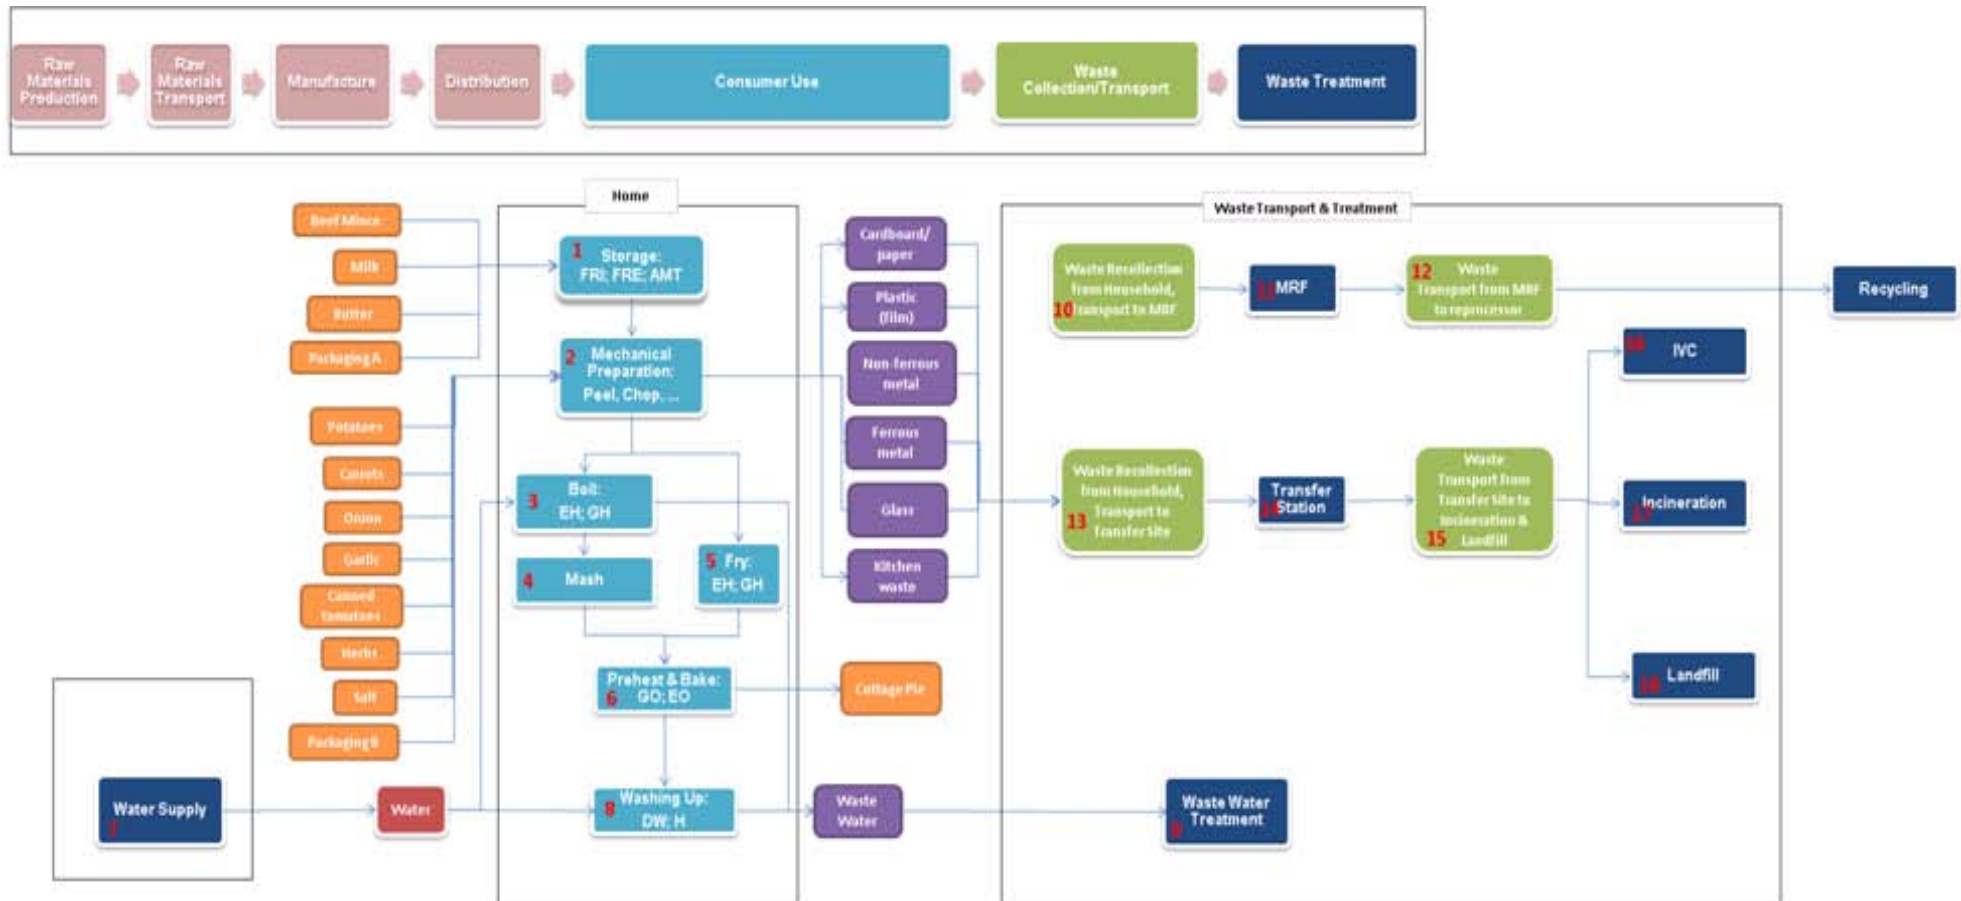 Raw
Materials
Production
Raw
Materials
Transport
Manufacture
Distribution
Consumer Use
Waste
Collection/Transport
Waste Treatment
Home
Waste Transport & Treatment
Beef Mince
Milk
Butter
Packaging A
Potatoes
Carrots
Onion
Garlic
Canned
tomatoes
Herbs
Salt
Packaging B
Water Supply
Water
1
Storage:
FRI; FRE; AMT
2
Mechanical
Preparation:
Peel, Chop, ...
3
Boil:
EH; GH
4
Mash
5
Fry:
EH; GH
6
Preheat & Bake:
GO; EO
8
Washing Up:
DW; H
Cardboard/
paper
Plastic
(film)
Non-ferrous
metal
Ferrous
metal
Glass
Kitchen
waste
Cottage Pie
Waste
Water
10
Waste Recollection
from Household,
Transport to MRF
MRF
12
Waste
Transport from MRF
to reprocessor
Recycling
13
Waste Recollection
from Household,
Transport to
Transfer Site
Transfer
Station
15
Waste
Transport from
Transfer Site to
Incineration &
Landfill
IVC
17
Incineration
Landfill
Waste Water
Treatment